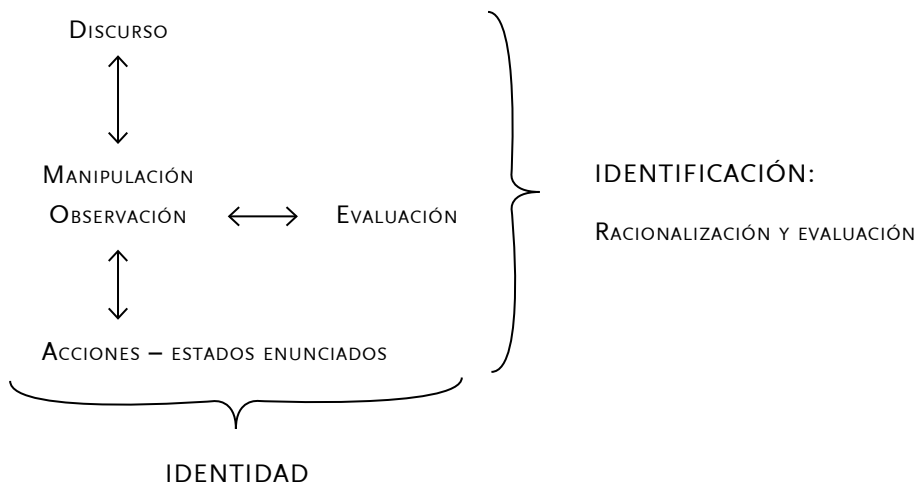 Discurso
Manipulación
Observación
Evaluación
Acciones – estados enunciados
IDENTIDAD
IDENTIFICACIÓN:
Racionalización y evaluación